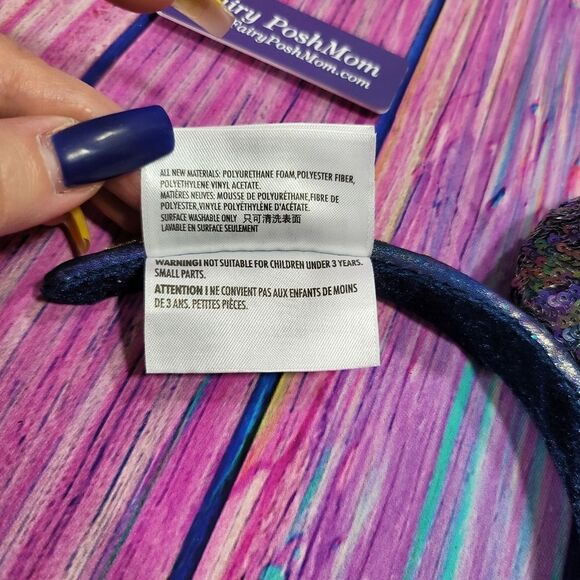 Fairy PoshMom
FairyPoshMom.com
ALL NEW MATERIALS: POLYURETHANE FOAM,POLYESTER FIBER,
POLYETHYLENE VINYL ACETATE.
MATIÈRES NEUVES: MOUSSE DE POLYURÉTHANE,FIBRE DE
POLYESTER,VINYLE POLYÉTHYLÈNE D'ACÉTATE.
SURFACE WASHABLE ONLY 只可清洗表面
LAVABLE EN SURFACE SEULEMENT
WARNING! NOT SUITABLE FOR CHILDREN UNDER 3 YEARS.
SMALL PARTS.
ATTENTION ! NE CONVIENT PAS AUX ENFANTS DE MOINS
DE 3 ANS, PETITES PIÈCES.